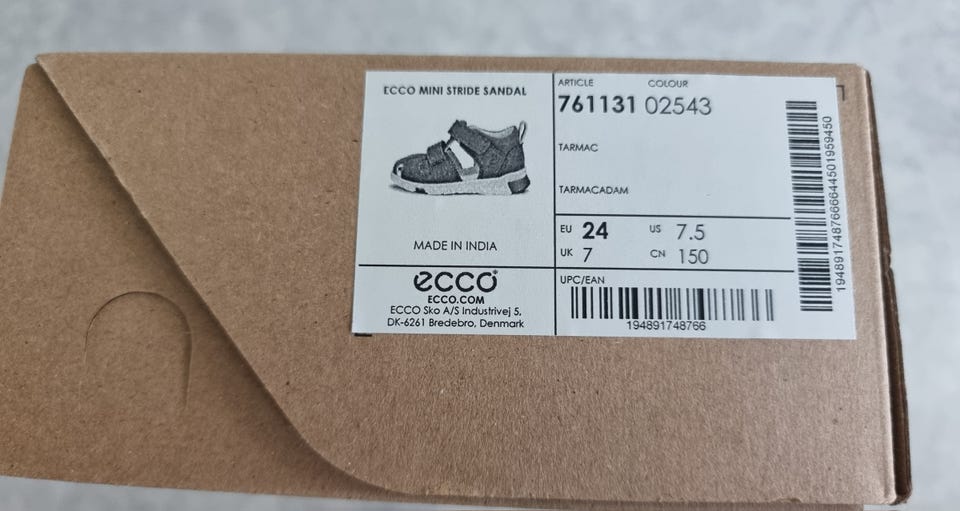 ECCO MINI STRIDE SANDAL
MADE IN INDIA
ecco
ECCO.COM
ECCO Sko A/S Industrivej 5,
DK-6261 Bredebro, Denmark
ARTICLE COLOUR
761131 02543
TARMAC
TARMACADAM
EU 24 US 7.5
UK 7 CN 150
UPC/EAN
194891748766
19489174876666444501959450